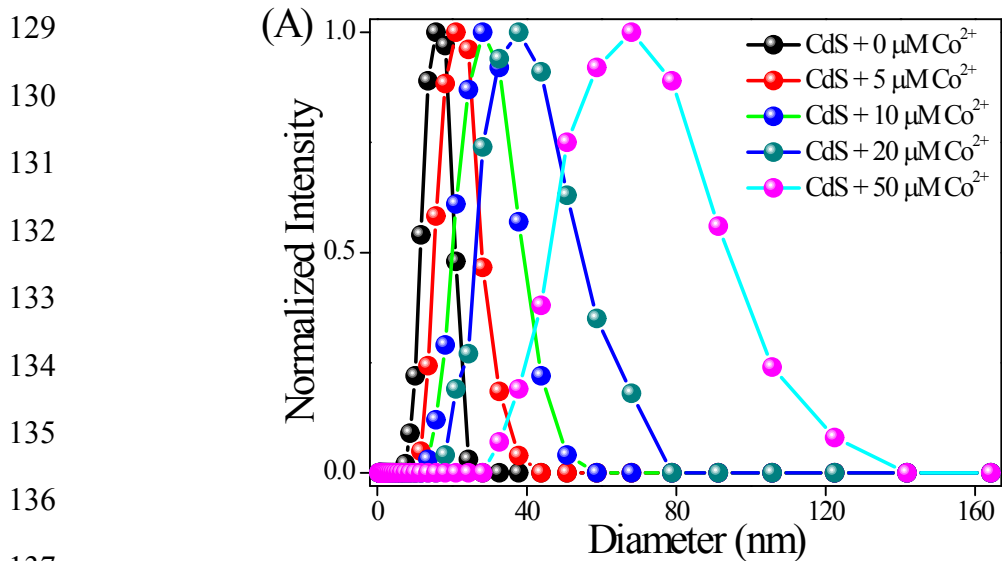 129
130
131
132
133
134
135
136
137
(A)
CdS + 0 μM Co²⁺
CdS + 5 μM Co²⁺
CdS + 10 μM Co²⁺
CdS + 20 μM Co²⁺
CdS + 50 μM Co²⁺
Normalized Intensity
1.0
0.5
0.0
0 40 80 120 160
Diameter (nm)